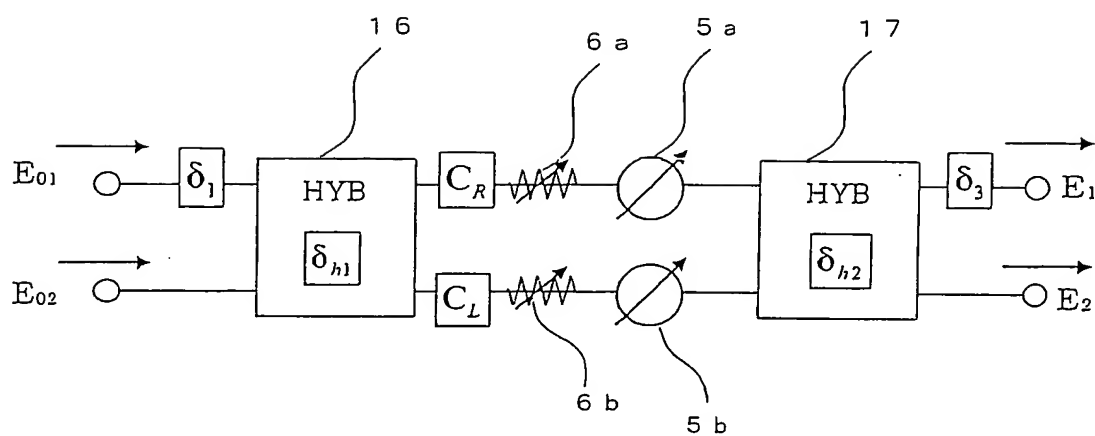 16
6a
5a
17
E01
δ1
HYB
δh1
CR
HYB
δh2
δ3
E1
E02
CL
E2
6b
5b